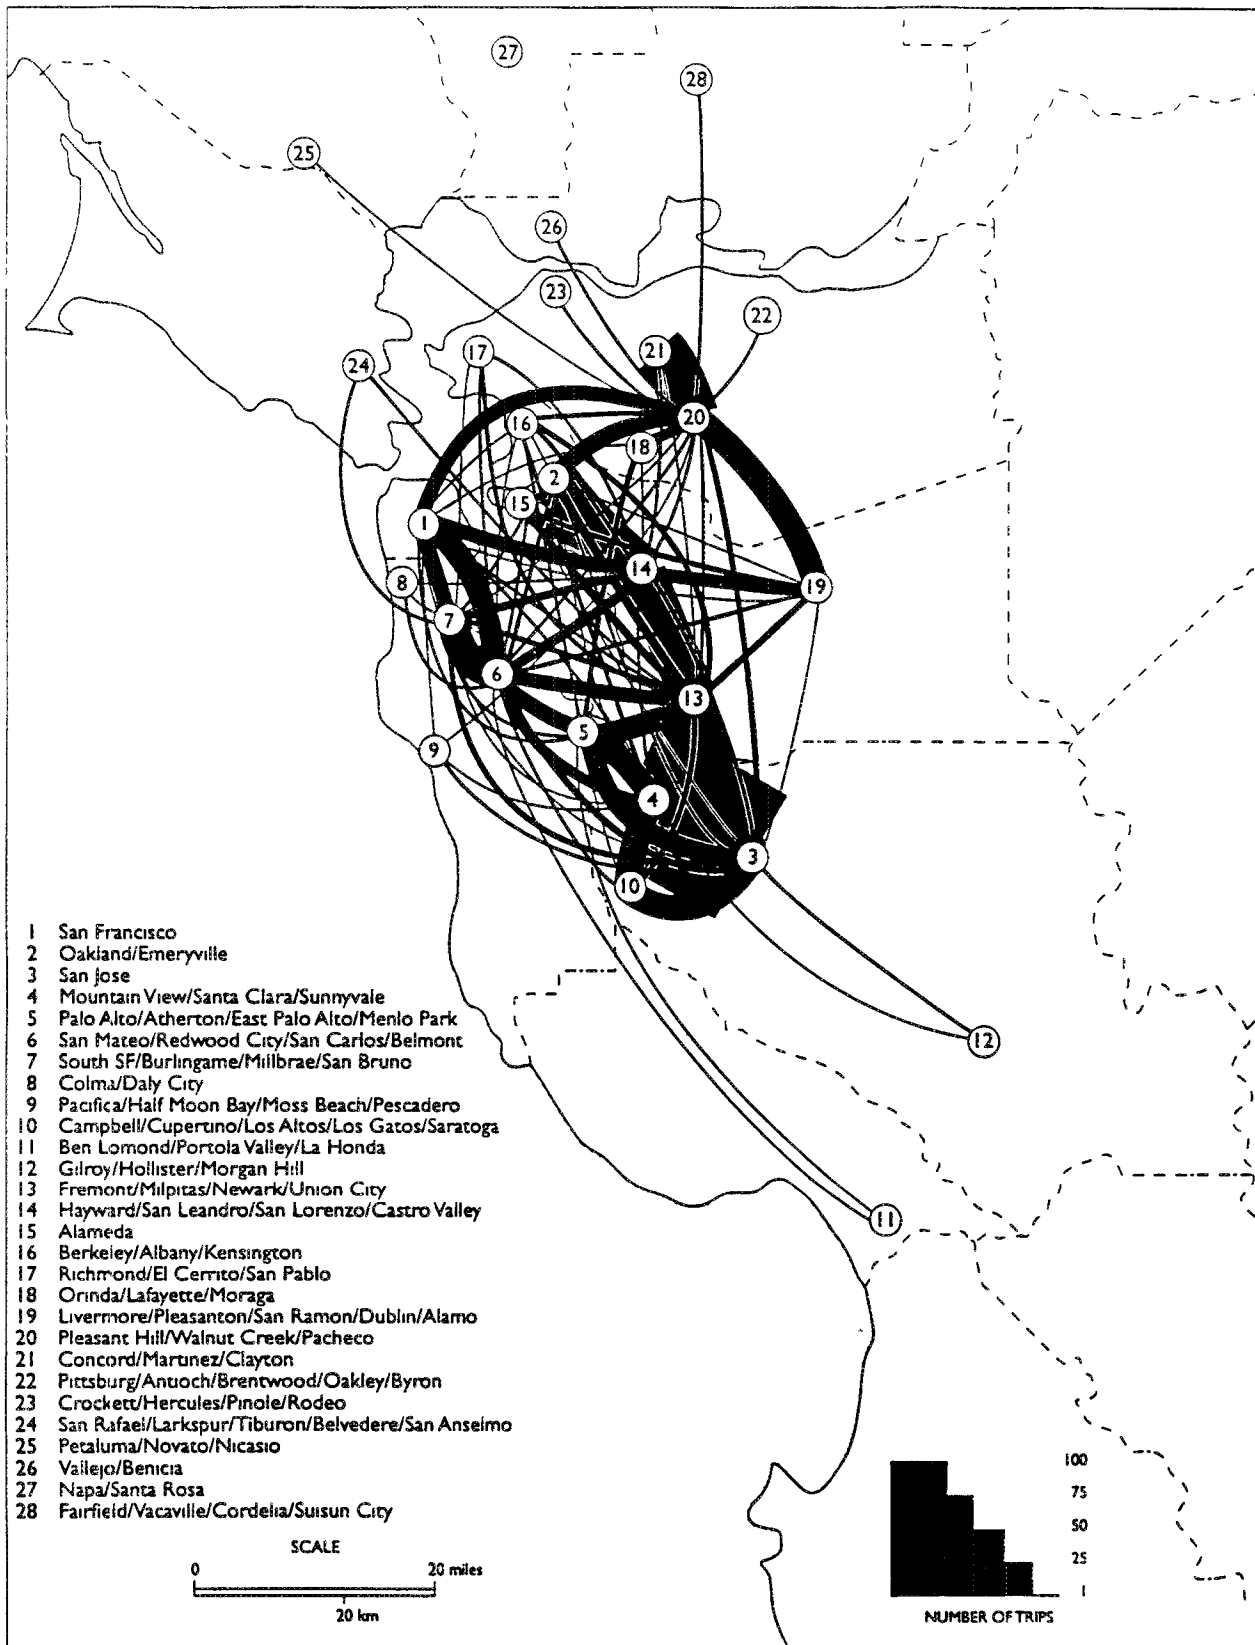 27
28
25
26
23
22
17
21
24
20
16
18
2
15
1
14
8
19
7
6
13
5
9
4
3
10
12
11
1 San Francisco
2 Oakland/Emeryville
3 San Jose
4 Mountain View/Santa Clara/Sunnyvale
5 Palo Alto/Atherton/East Palo Alto/Menlo Park
6 San Mateo/Redwood City/San Carlos/Belmont
7 South SF/Burlingame/Millbrae/San Bruno
8 Colma/Daly City
9 Pacifica/Half Moon Bay/Moss Beach/Pescadero
10 Campbell/Cupertino/Los Altos/Los Gatos/Saratoga
11 Ben Lomond/Portola Valley/La Honda
12 Gilroy/Hollister/Morgan Hill
13 Fremont/Milpitas/Newark/Union City
14 Hayward/San Leandro/San Lorenzo/Castro Valley
15 Alameda
16 Berkeley/Albany/Kensington
17 Richmond/El Cerrito/San Pablo
18 Orinda/Lafayette/Moraga
19 Livermore/Pleasanton/San Ramon/Dublin/Alamo
20 Pleasant Hill/Walnut Creek/Pacheco
21 Concord/Martinez/Clayton
22 Pittsburg/Antioch/Brentwood/Oakley/Byron
23 Crockett/Hercules/Pinole/Rodeo
24 San Rafael/Larkspur/Tiburon/Belvedere/San Anselmo
25 Petaluma/Novato/Nicasio
26 Vallejo/Benicia
27 Napa/Santa Rosa
28 Fairfield/Vacaville/Cordelia/Suisun City
SCALE
0 20 miles
20 km
100
75
50
25
1
NUMBER OF TRIPS